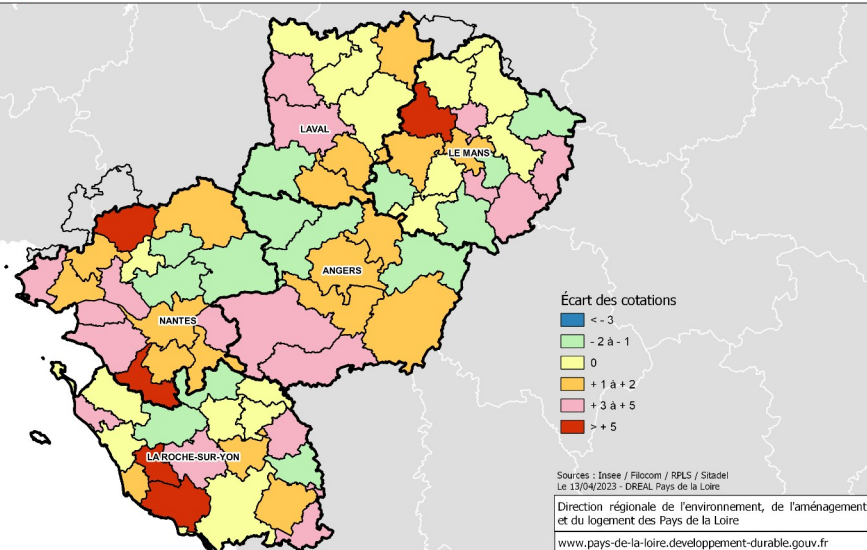 LAVAL
LE MANS
ANGERS
NANTES
LA ROCHE-SUR-YON
Écart des cotations
< - 3
- 2 à - 1
0
+ 1 à + 2
+ 3 à + 5
> + 5
Sources : Insee / Filocom / RPLS / Sitadel
Le 13/04/2023 - DREAL Pays de la Loire
Direction régionale de l'environnement, de l'aménagement
et du logement des Pays de la Loire
www.pays-de-la-loire.developpement-durable.gouv.fr